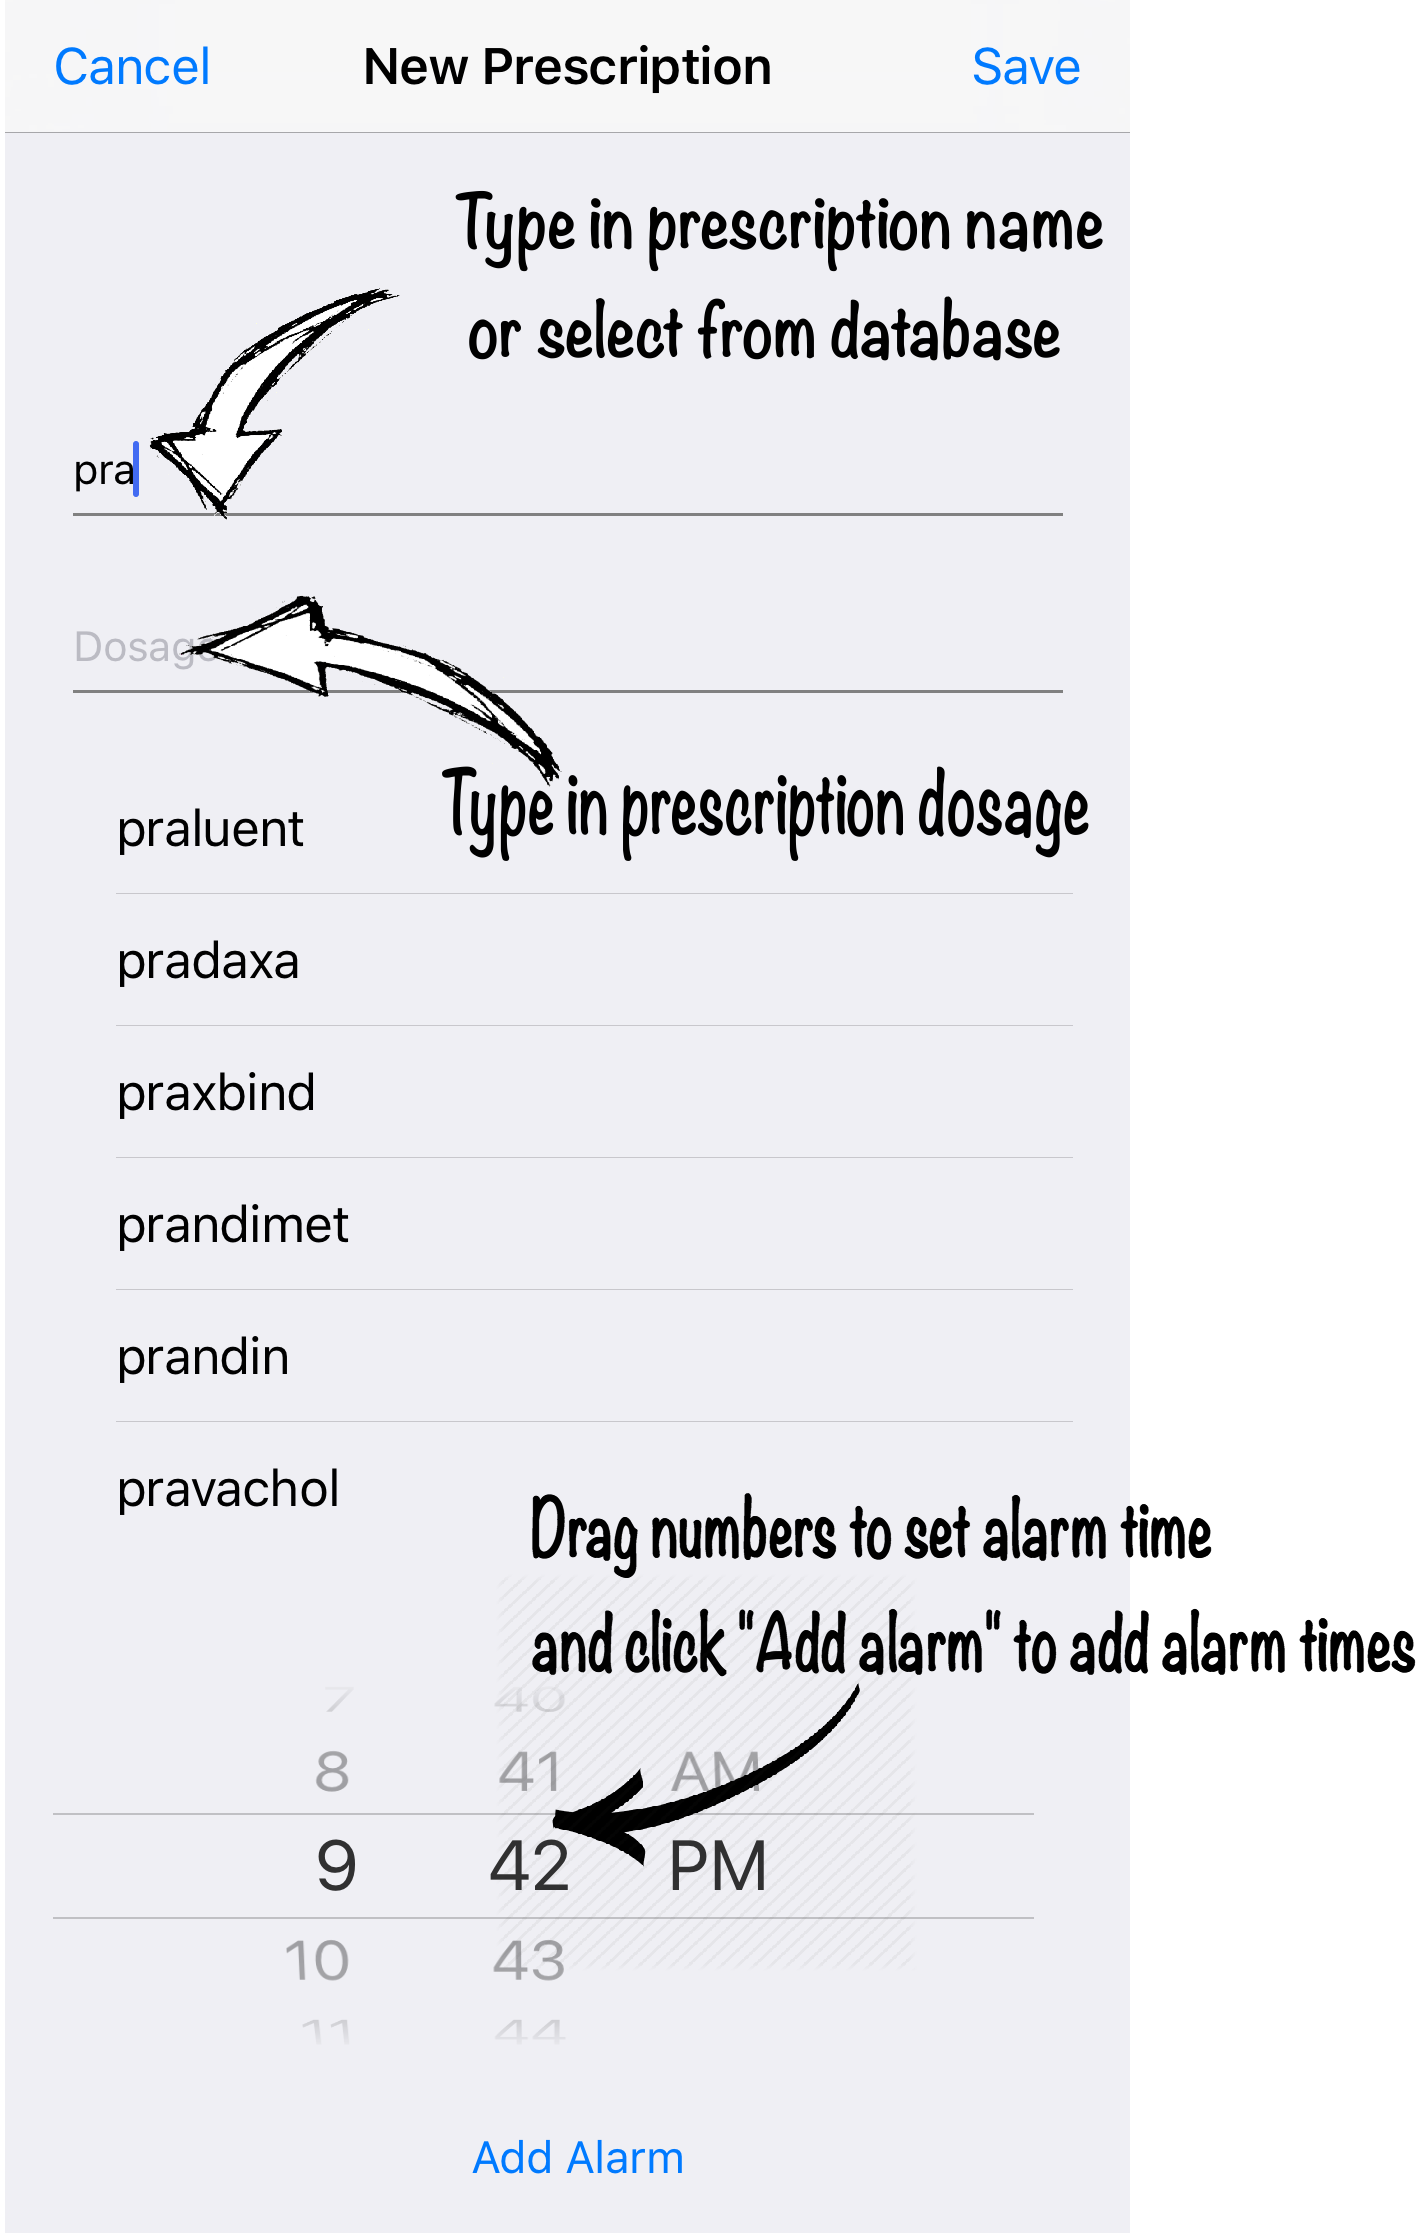 Cancel New Prescription Save
Type in prescription name
or select from database
pra
Dosage
Type in prescription dosage
praluent
pradaxa
praxbind
prandimet
prandin
pravachol
Drag numbers to set alarm time
and click "Add alarm" to add alarm times
7 40
8 41 AM
9 42 PM
10 43
11 44
Add Alarm